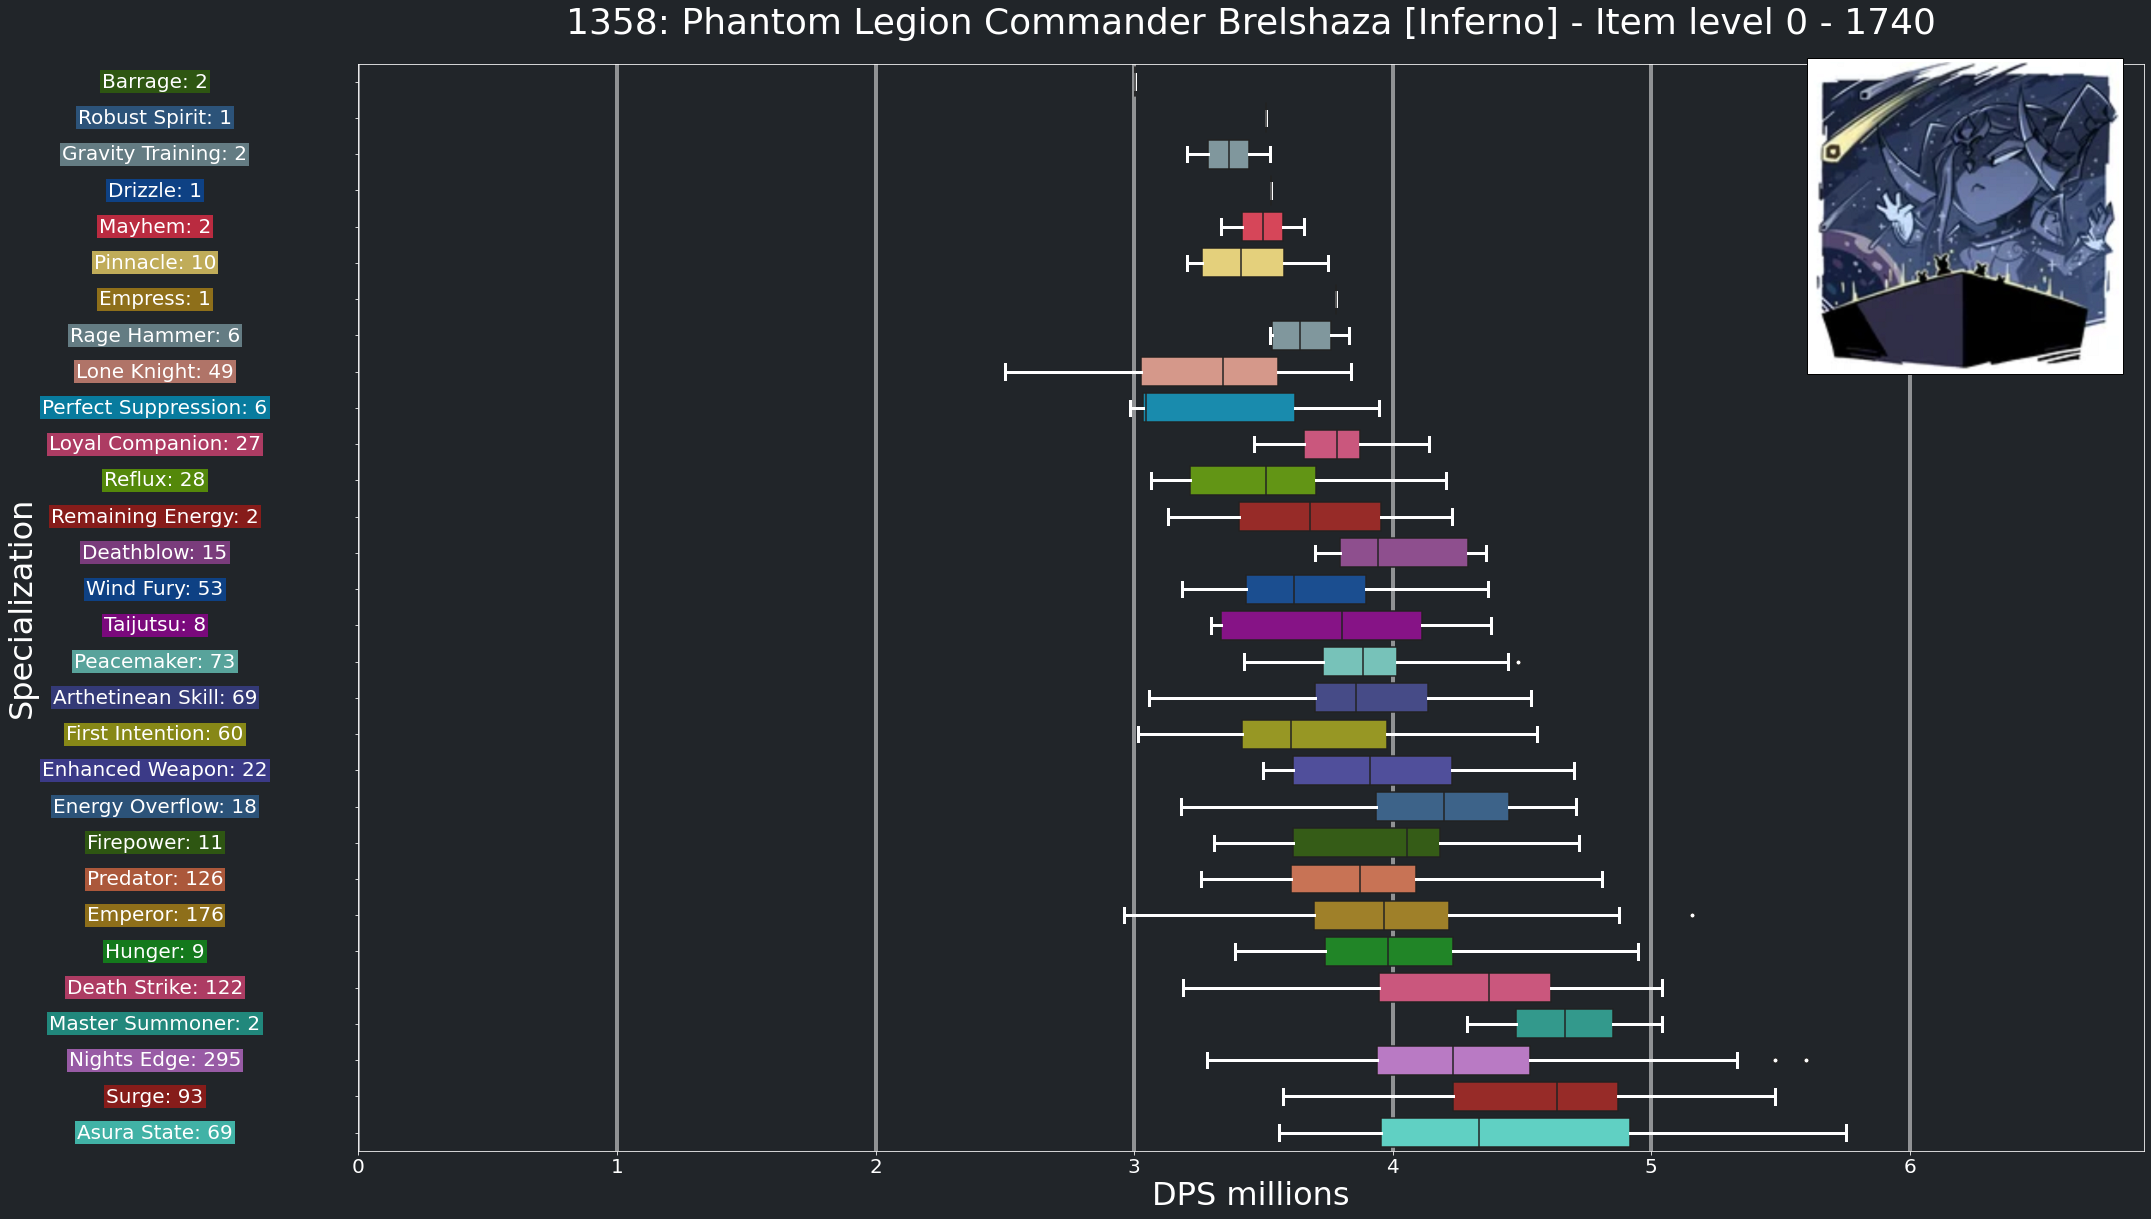 1358: Phantom Legion Commander Brelshaza [Inferno] - Item level 0 - 1740
Specialization
Barrage: 2
Robust Spirit: 1
Gravity Training: 2
Drizzle: 1
Mayhem: 2
Pinnacle: 10
Empress: 1
Rage Hammer: 6
Lone Knight: 49
Perfect Suppression: 6
Loyal Companion: 27
Reflux: 28
Remaining Energy: 2
Deathblow: 15
Wind Fury: 53
Taijutsu: 8
Peacemaker: 73
Arthetinean Skill: 69
First Intention: 60
Enhanced Weapon: 22
Energy Overflow: 18
Firepower: 11
Predator: 126
Emperor: 176
Hunger: 9
Death Strike: 122
Master Summoner: 2
Nights Edge: 295
Surge: 93
Asura State: 69
0 1 2 3 4 5 6
DPS millions